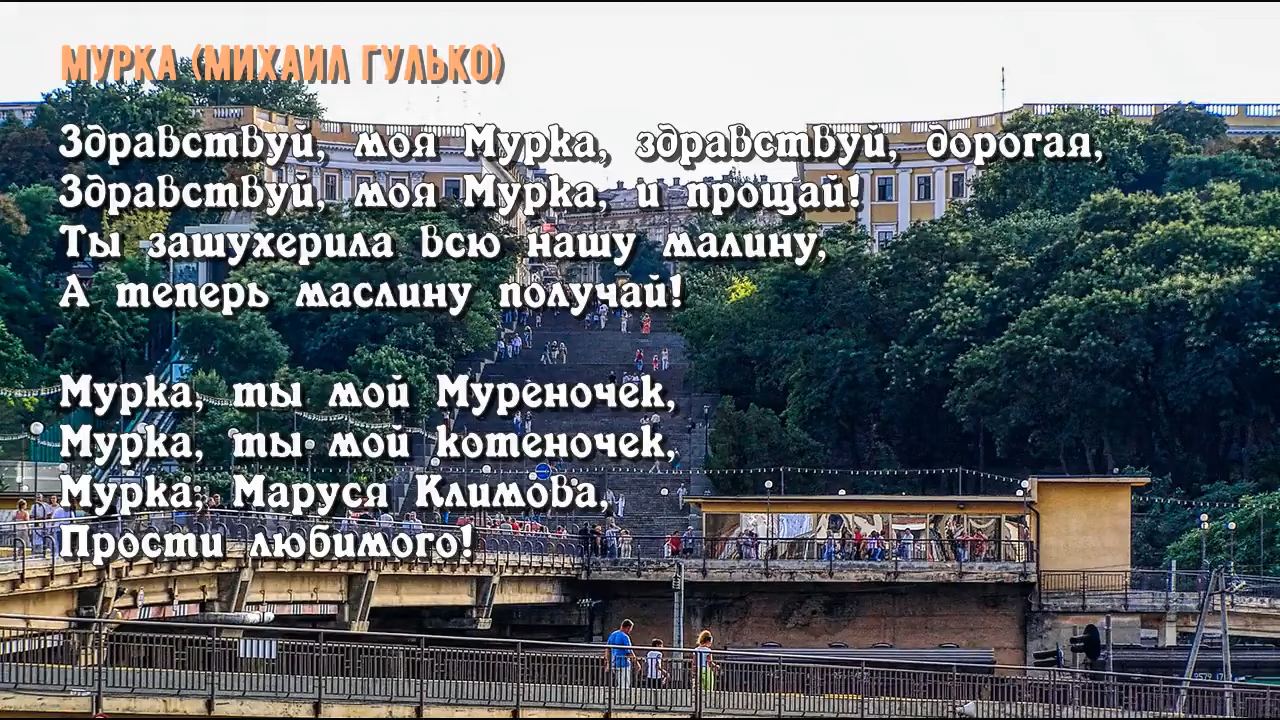 МУРКА (МИХАИЛ ГУЛЬКО)
Здравствуй, моя Мурка, здравствуй, дорогая,
Здравствуй, моя Мурка, и прощай!
Ты зашухерила всю нашу малину,
А теперь маслину получай!
Мурка, ты мой Муреночек,
Мурка, ты мой котеночек,
Мурка; Маруся Климова,
Прости любимого!